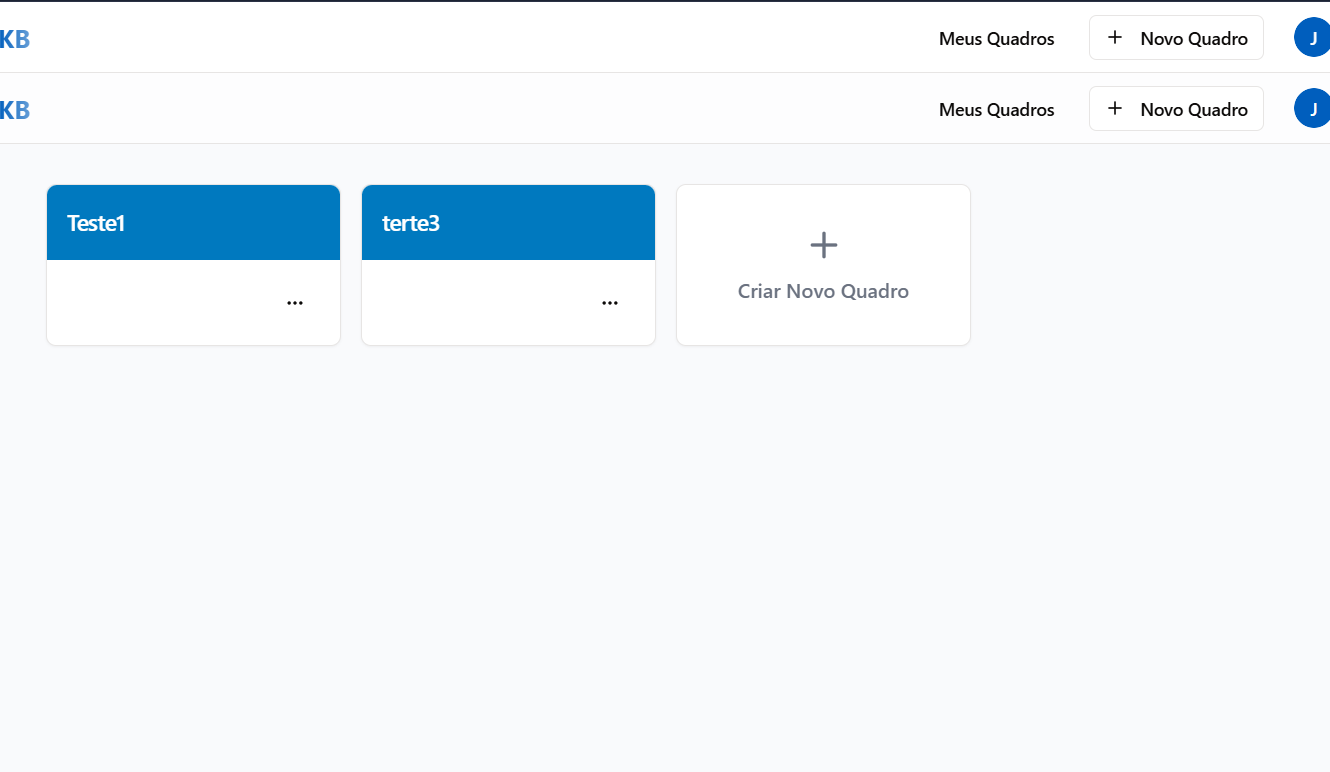 KB Meus Quadros + Novo Quadro J
KB Meus Quadros + Novo Quadro J
Teste1 terte3
+
Criar Novo Quadro
... ...